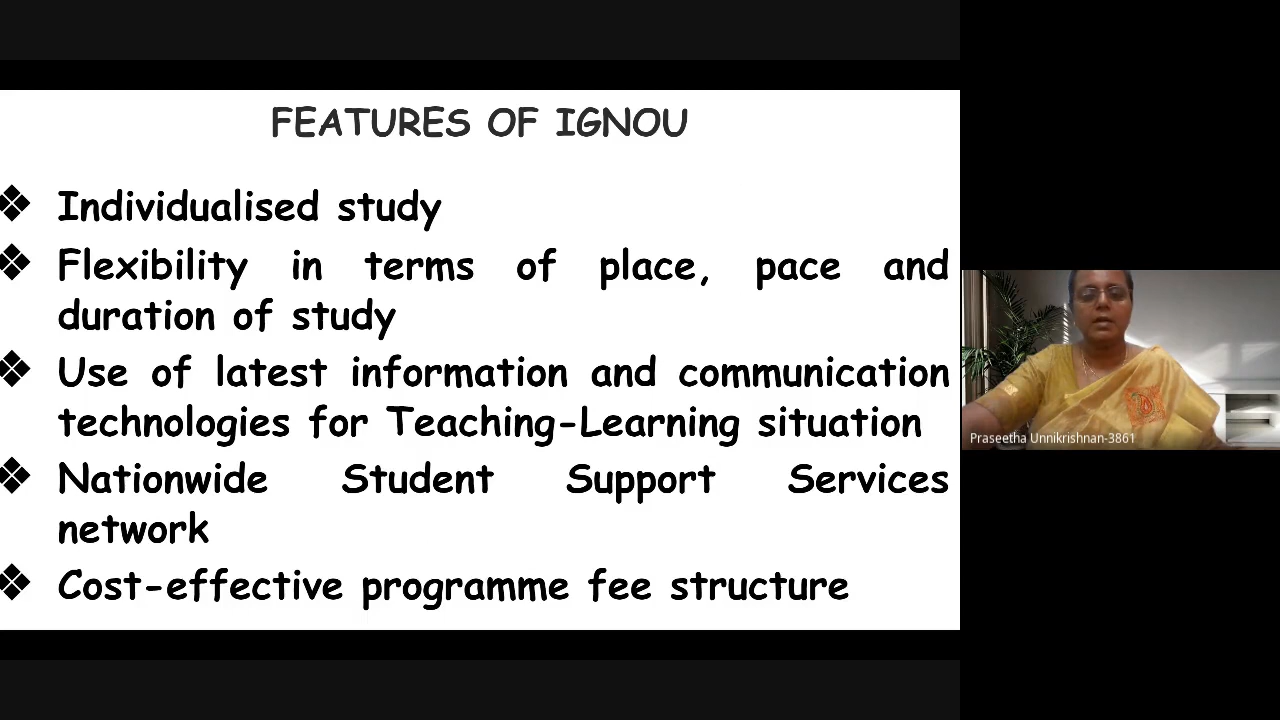 FEATURES OF IGNOU
❖ Individualised study
❖ Flexibility in terms of place, pace and
duration of study
❖ Use of latest information and communication
technologies for Teaching-Learning situation
❖ Nationwide Student Support Services
network
❖ Cost-effective programme fee structure
Praseetha Unnikrishnan-3861